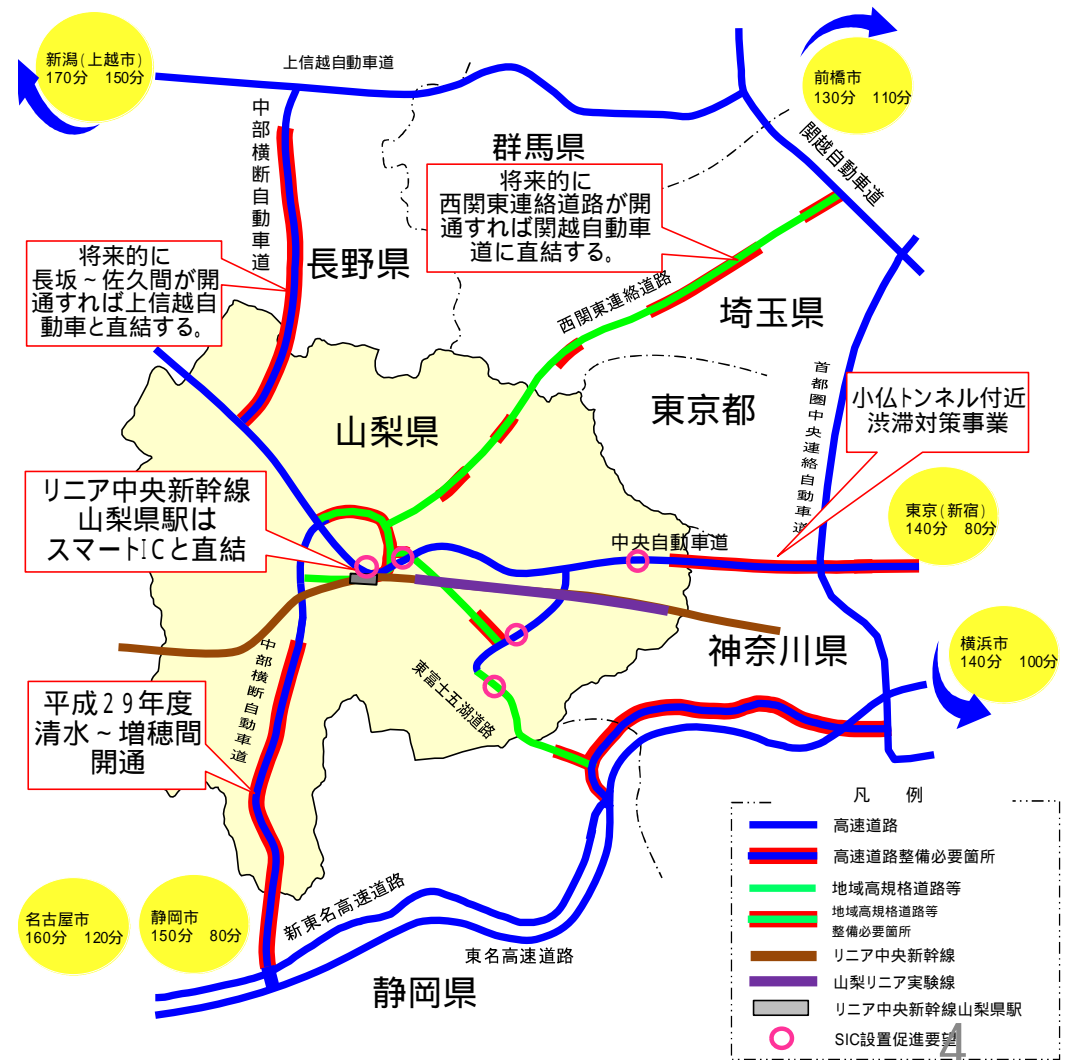 新潟(上越市)
170分 150分
上信越自動車道
前橋市
130分 110分
中部横断自動車道
群馬県
関越自動車道
将来的に
西関東連絡道路が開
通すれば関越自動車
道に直結する。
将来的に
長坂~佐久間が開
通すれば上信越自
動車と直結する。
長野県
西関東連絡道路
埼玉県
首都圏中央連絡自動車道
小仏トンネル付近
渋滞対策事業
東京都
山梨県
リニア中央新幹線
山梨県駅は
スマートICと直結
東京(新宿)
140分 80分
中央自動車道
横浜市
140分 100分
神奈川県
中部横断自動車道
東富士五湖道路
平成29年度
清水~増穂間
開通
名古屋市
160分 120分
静岡市
150分 80分
新東名高速道路
東名高速道路
静岡県
凡 例
高速道路
高速道路整備必要箇所
地域高規格道路等
地域高規格道路等
整備必要箇所
リニア中央新幹線
山梨リニア実験線
リニア中央新幹線山梨県駅
SIC設置促進要望
4